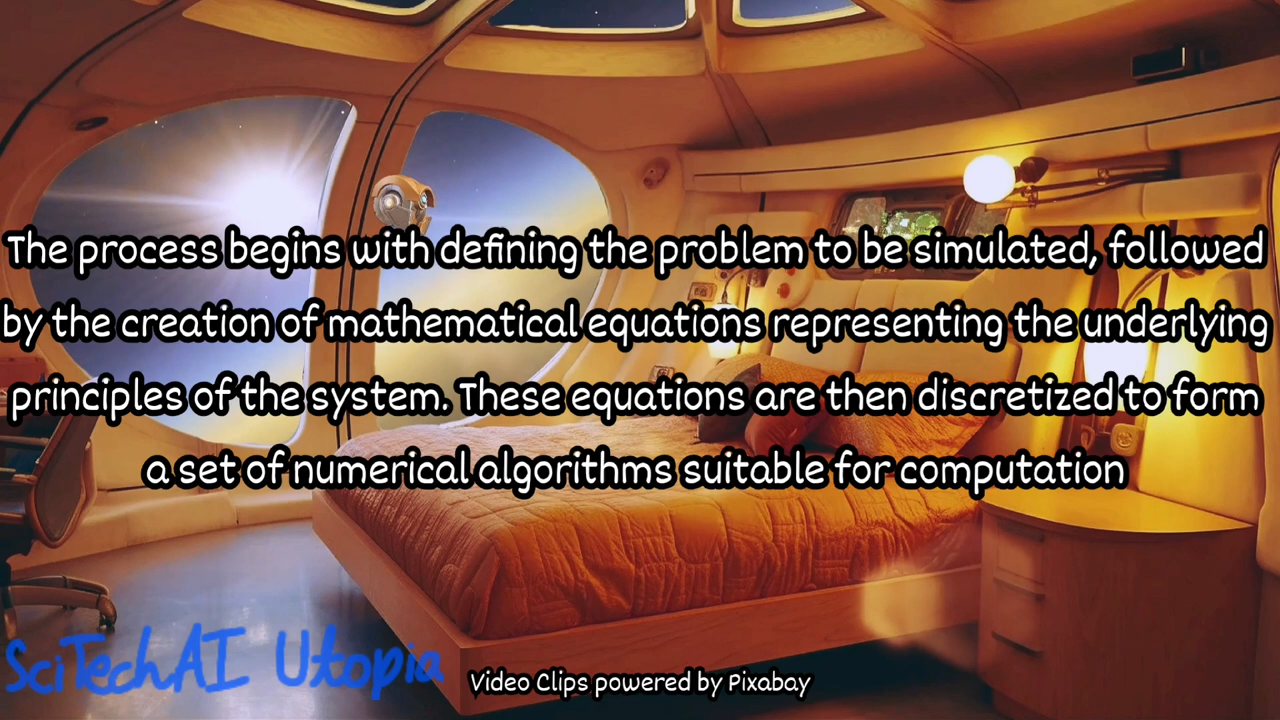 The process begins with defining the problem to be simulated, followed
by the creation of mathematical equations representing the underlying
principles of the system. These equations are then discretized to form
a set of numerical algorithms suitable for computation
SciTechAI Utopia
Video Clips powered by Pixabay